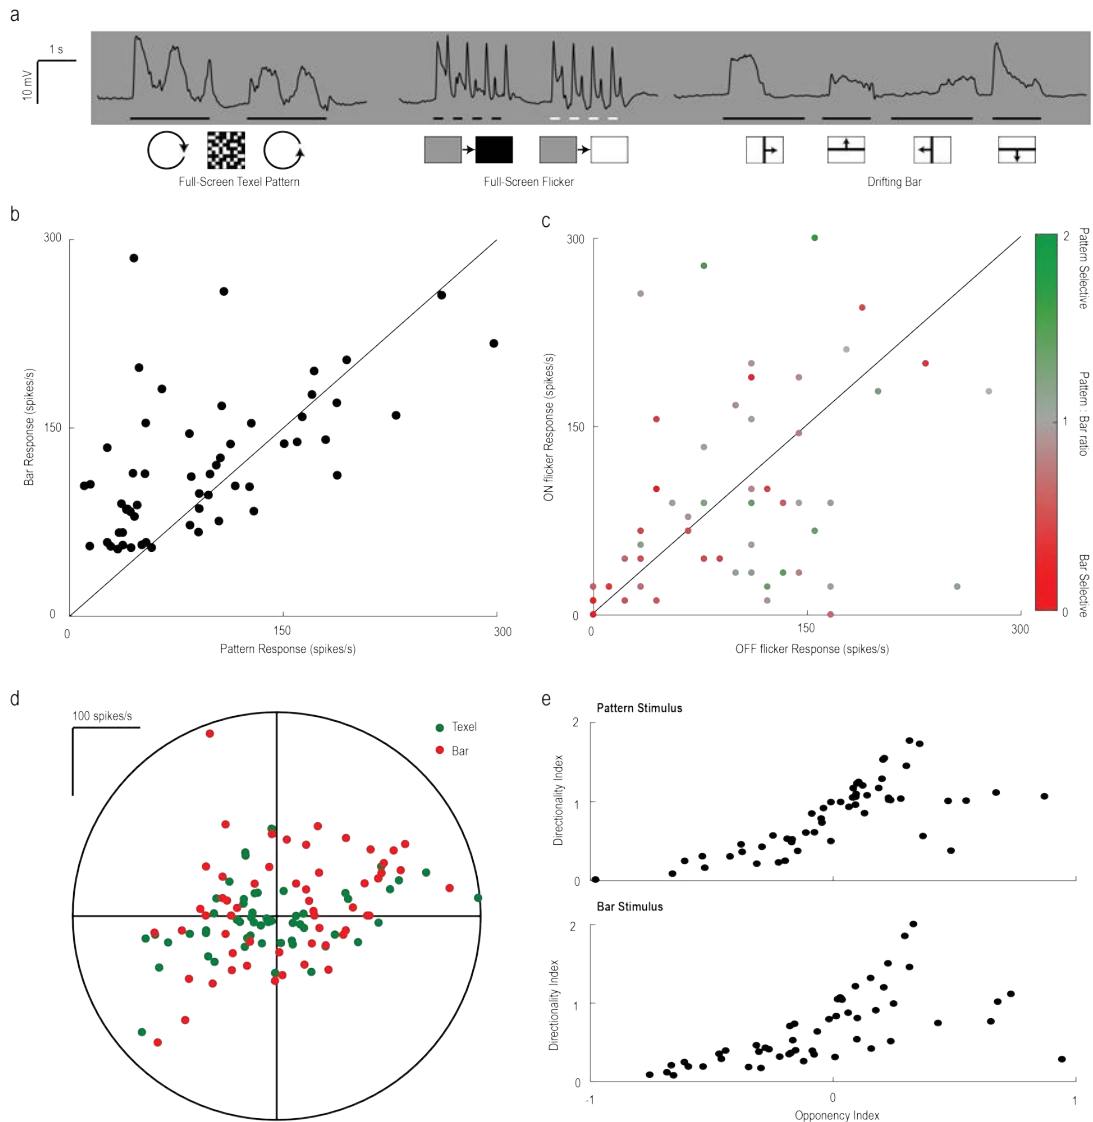 a
1 s
10 mV
Full-Screen Texel Pattern
Full-Screen Flicker
Drifting Bar
b
300
150
0
Bar Response (spikes/s)
0
150
300
Pattern Response (spikes/s)
c
300
150
0
ON flicker Response (spikes/s)
0
150
300
OFF flicker Response (spikes/s)
2
1
0
Pattern Selective
Pattern : Bar ratio
Bar Selective
d
100 spikes/s
Texel
Bar
e
Pattern Stimulus
2
1
0
Directionality Index
Bar Stimulus
2
1
0
Directionality Index
-1
0
1
Opponency Index